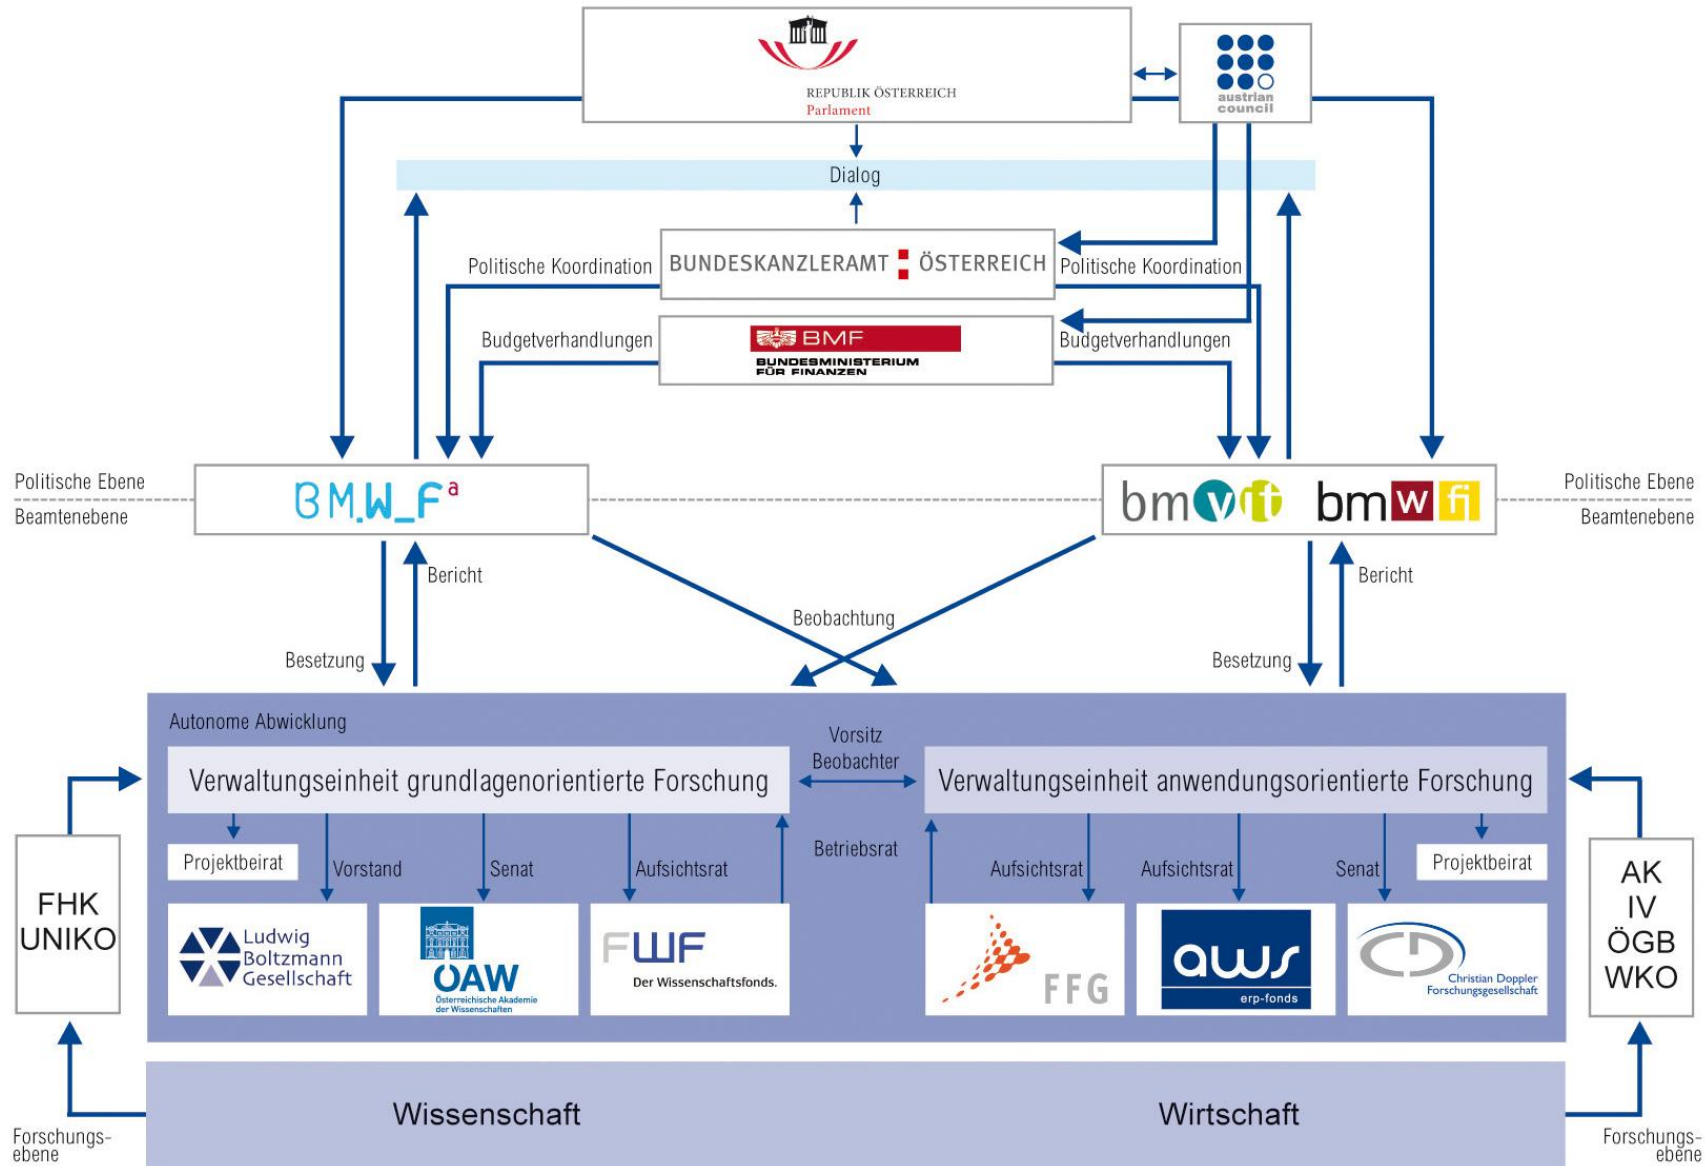 REPUBLIK ÖSTERREICH
Parlament
austrian
council
Dialog
Politische Koordination
BUNDESKANZLERAMT ÖSTERREICH
Politische Koordination
Budgetverhandlungen
BMF
BUNDESMINISTERIUM
FÜR FINANZEN
Budgetverhandlungen
Politische Ebene
Beamtenebene
BM.W_Fa
bmvit
bmwfi
Politische Ebene
Beamtenebene
Bericht
Beobachtung
Bericht
Besetzung
Besetzung
Autonome Abwicklung
Vorsitz
Beobachter
Verwaltungseinheit grundlagenorientierte Forschung
Verwaltungseinheit anwendungsorientierte Forschung
Projektbeirat
Vorstand
Senat
Aufsichtsrat
Betriebsrat
Aufsichtsrat
Aufsichtsrat
Senat
Projektbeirat
FHK
UNIKO
Ludwig
Boltzmann
Gesellschaft
ÖAW
Österreichische Akademie
der Wissenschaften
FWF
Der Wissenschaftsfonds.
FFG
aws
erp-fonds
CD
Christian Doppler
Forschungsgesellschaft
AK
IV
ÖGB
WKO
Wissenschaft
Wirtschaft
Forschungs-
ebene
Forschungs-
ebene